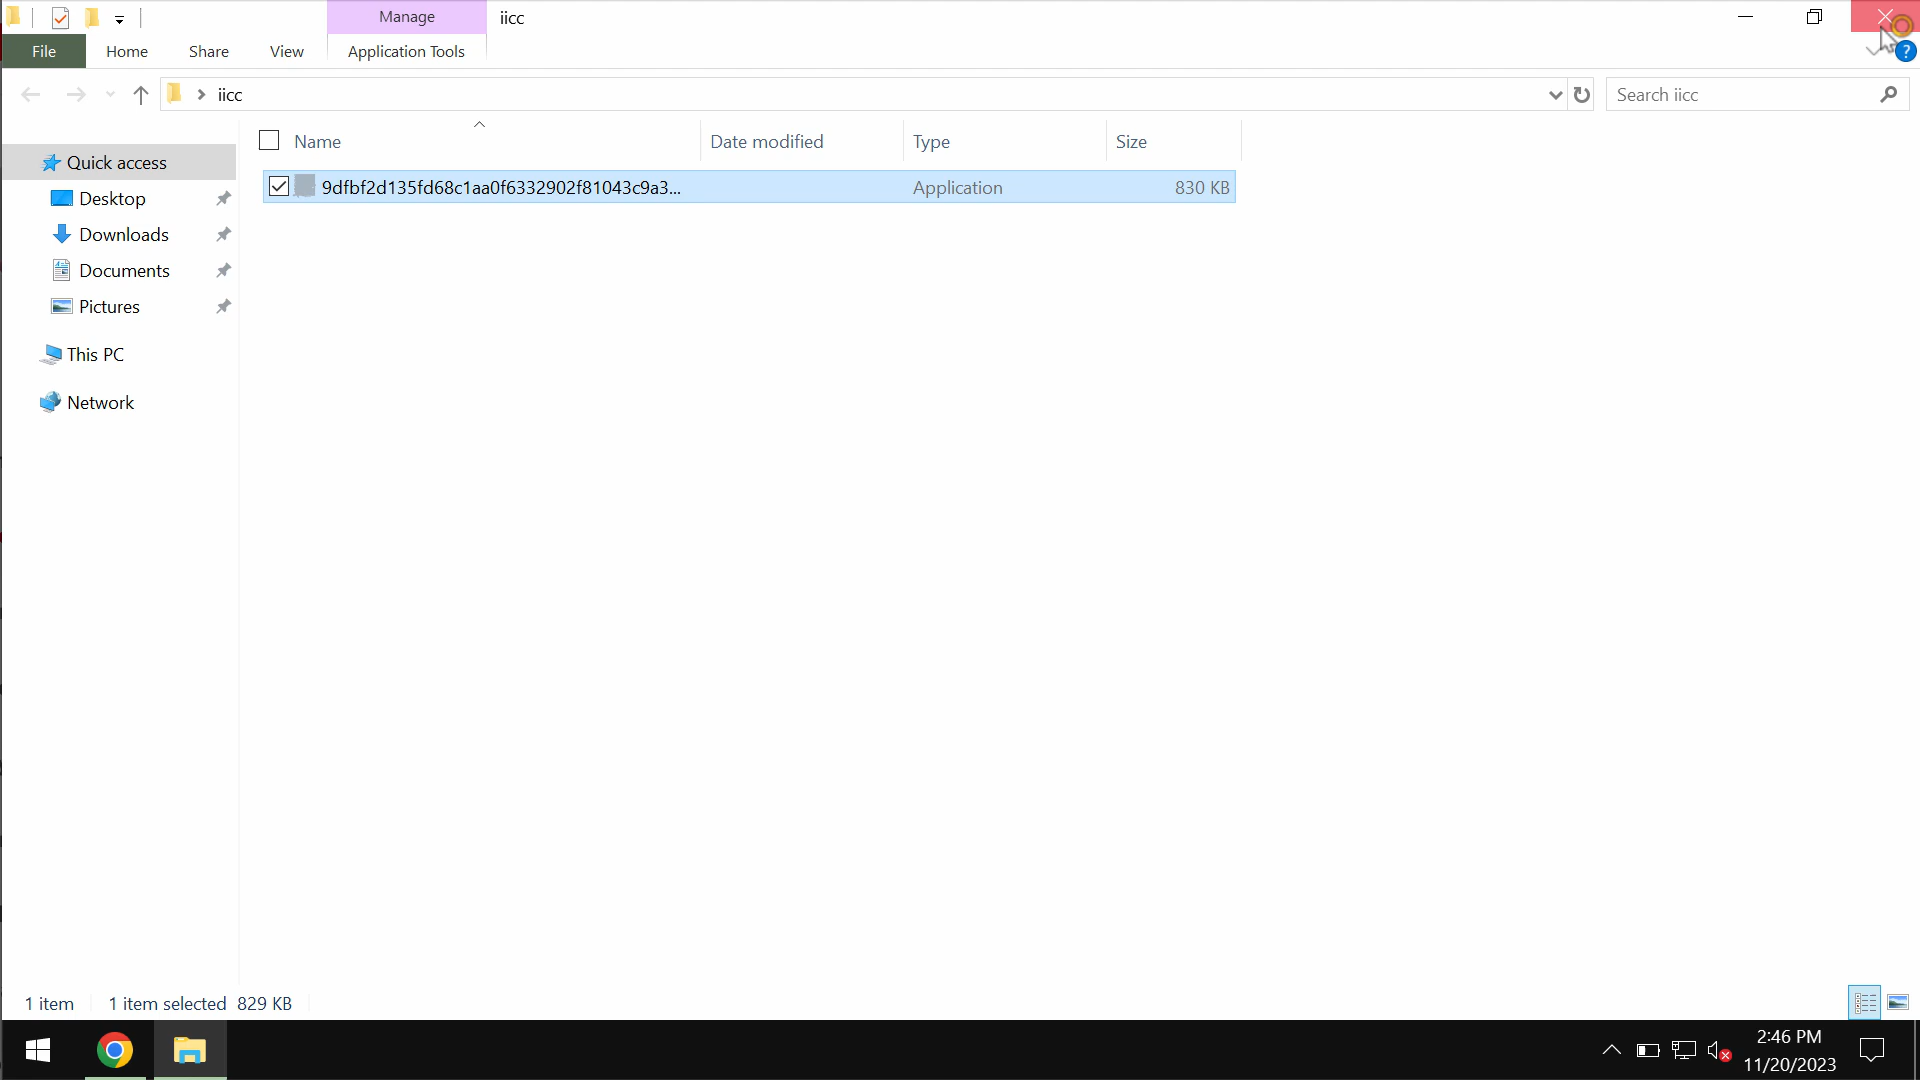 Manage
iicc
File
Home
Share
View
Application Tools
iicc
Search iicc
Name
Date modified
Type
Size
9dfbf2d135fd68c1aa0f6332902f81043c9a3...
Application
830 KB
Quick access
Desktop
Downloads
Documents
Pictures
This PC
Network
1 item
1 item selected 829 KB
2:46 PM
11/20/2023